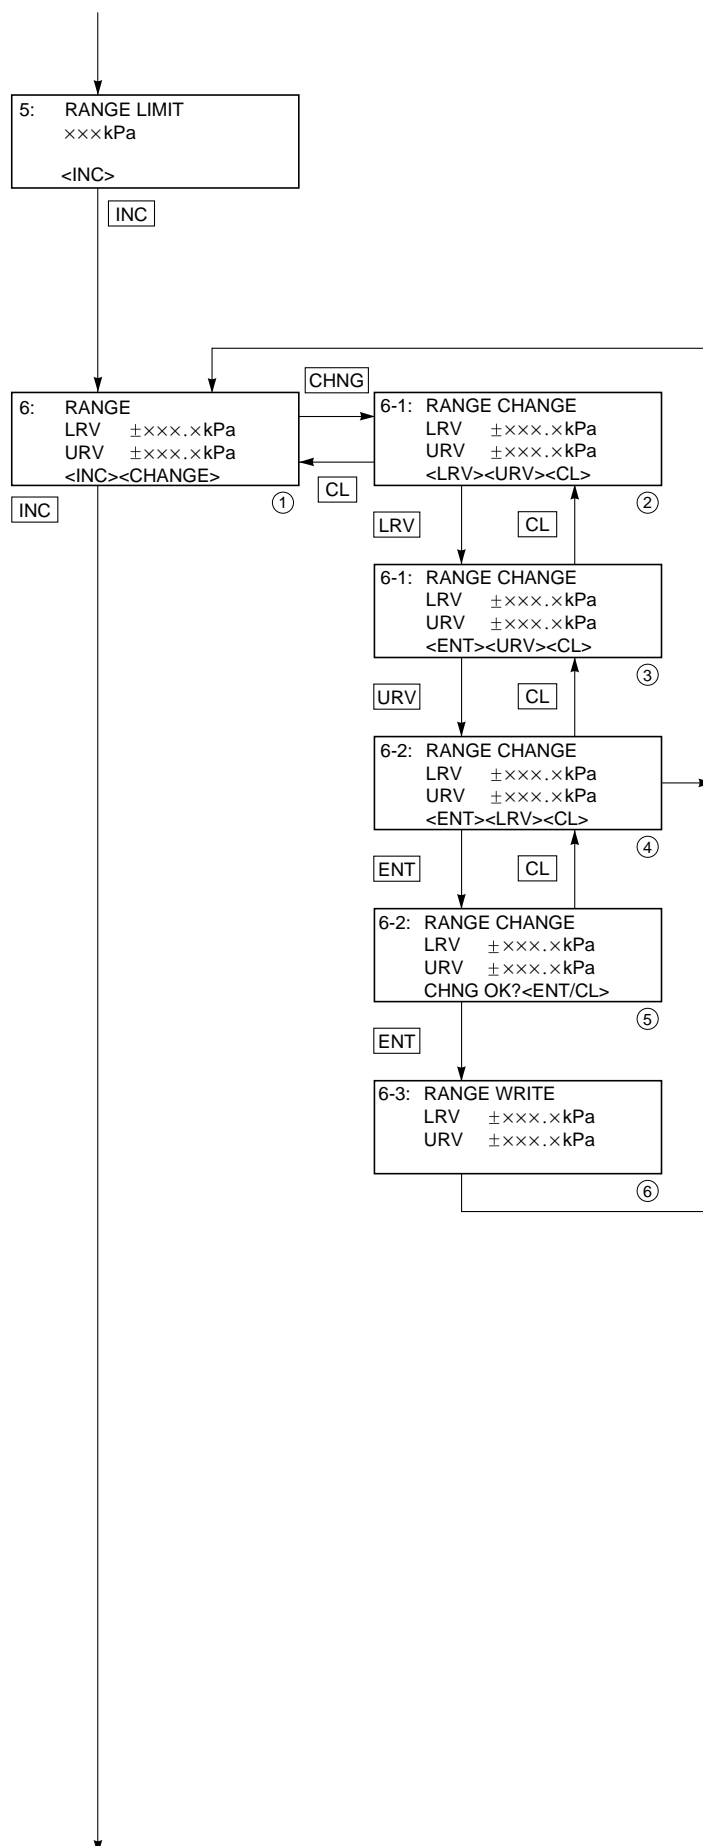 5: RANGE LIMIT
×××kPa
<INC>
INC
CHNG
6: RANGE
LRV ±×××.×kPa
URV ±×××.×kPa
<INC><CHANGE>
①
INC
CL
6-1: RANGE CHANGE
LRV ±×××.×kPa
URV ±×××.×kPa
<LRV><URV><CL>
②
LRV
CL
6-1: RANGE CHANGE
LRV ±×××.×kPa
URV ±×××.×kPa
<ENT><URV><CL>
③
URV
CL
6-2: RANGE CHANGE
LRV ±×××.×kPa
URV ±×××.×kPa
<ENT><LRV><CL>
④
ENT
CL
6-2: RANGE CHANGE
LRV ±×××.×kPa
URV ±×××.×kPa
CHNG OK?<ENT/CL>
⑤
ENT
6-3: RANGE WRITE
LRV ±×××.×kPa
URV ±×××.×kPa
⑥